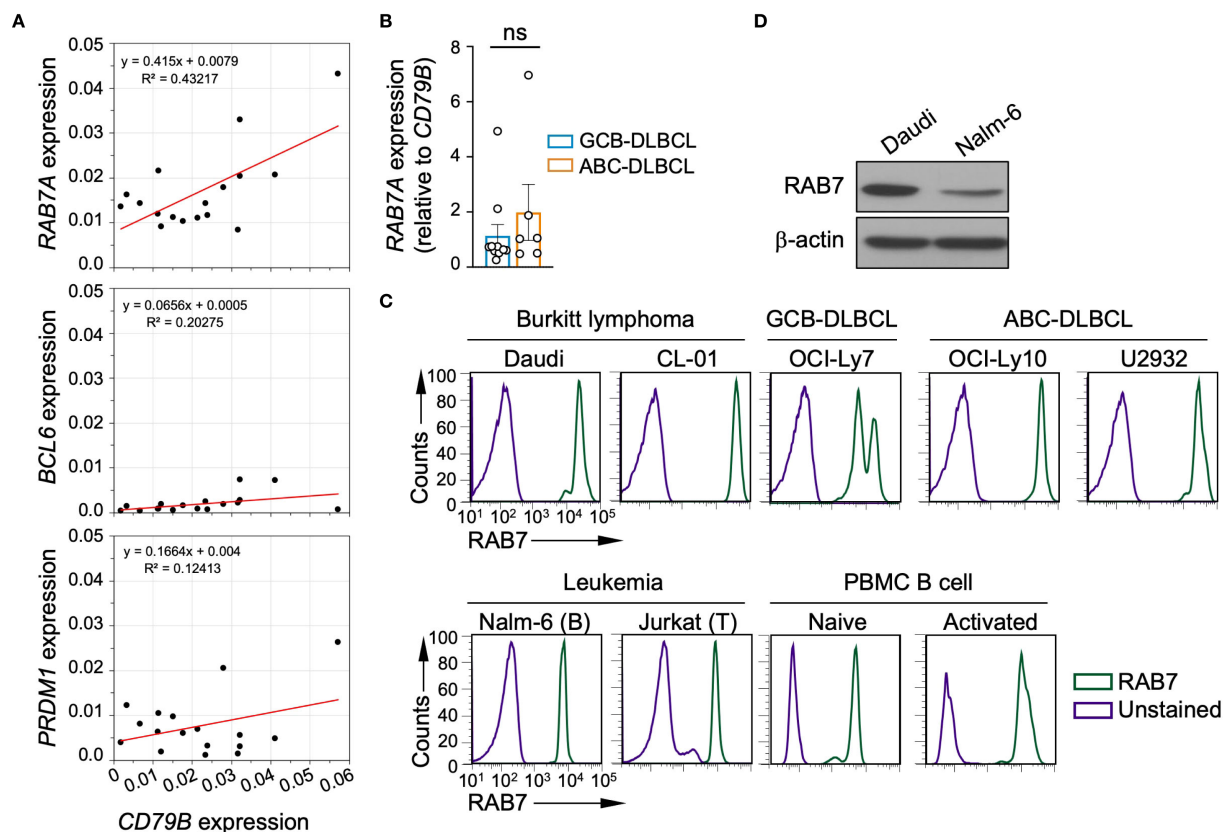 A
0.05
0.04
0.03
0.02
0.01
0.0
RAB7A expression
y = 0.415x + 0.0079
R² = 0.43217
0.05
0.04
0.03
0.02
0.01
0.00
BCL6 expression
y = 0.0656x + 0.0005
R² = 0.20275
0.05
0.04
0.03
0.02
0.01
0.00
PRDM1 expression
y = 0.1664x + 0.004
R² = 0.12413
0 0.01 0.02 0.03 0.04 0.05 0.06
CD79B expression
B
ns
8
6
4
2
0
RAB7A expression
(relative to CD79B)
GCB-DLBCL
ABC-DLBCL
D
Daudi Nalm-6
RAB7
β-actin
C
Burkitt lymphoma GCB-DLBCL ABC-DLBCL
Daudi CL-01 OCI-Ly7 OCI-Ly10 U2932
100
80
60
40
20
0
Counts
10¹ 10² 10³ 10⁴ 10⁵
RAB7
Leukemia PBMC B cell
Nalm-6 (B) Jurkat (T) Naive Activated
100
80
60
40
20
0
Counts
10¹ 10² 10³ 10⁴ 10⁵
RAB7
RAB7
Unstained